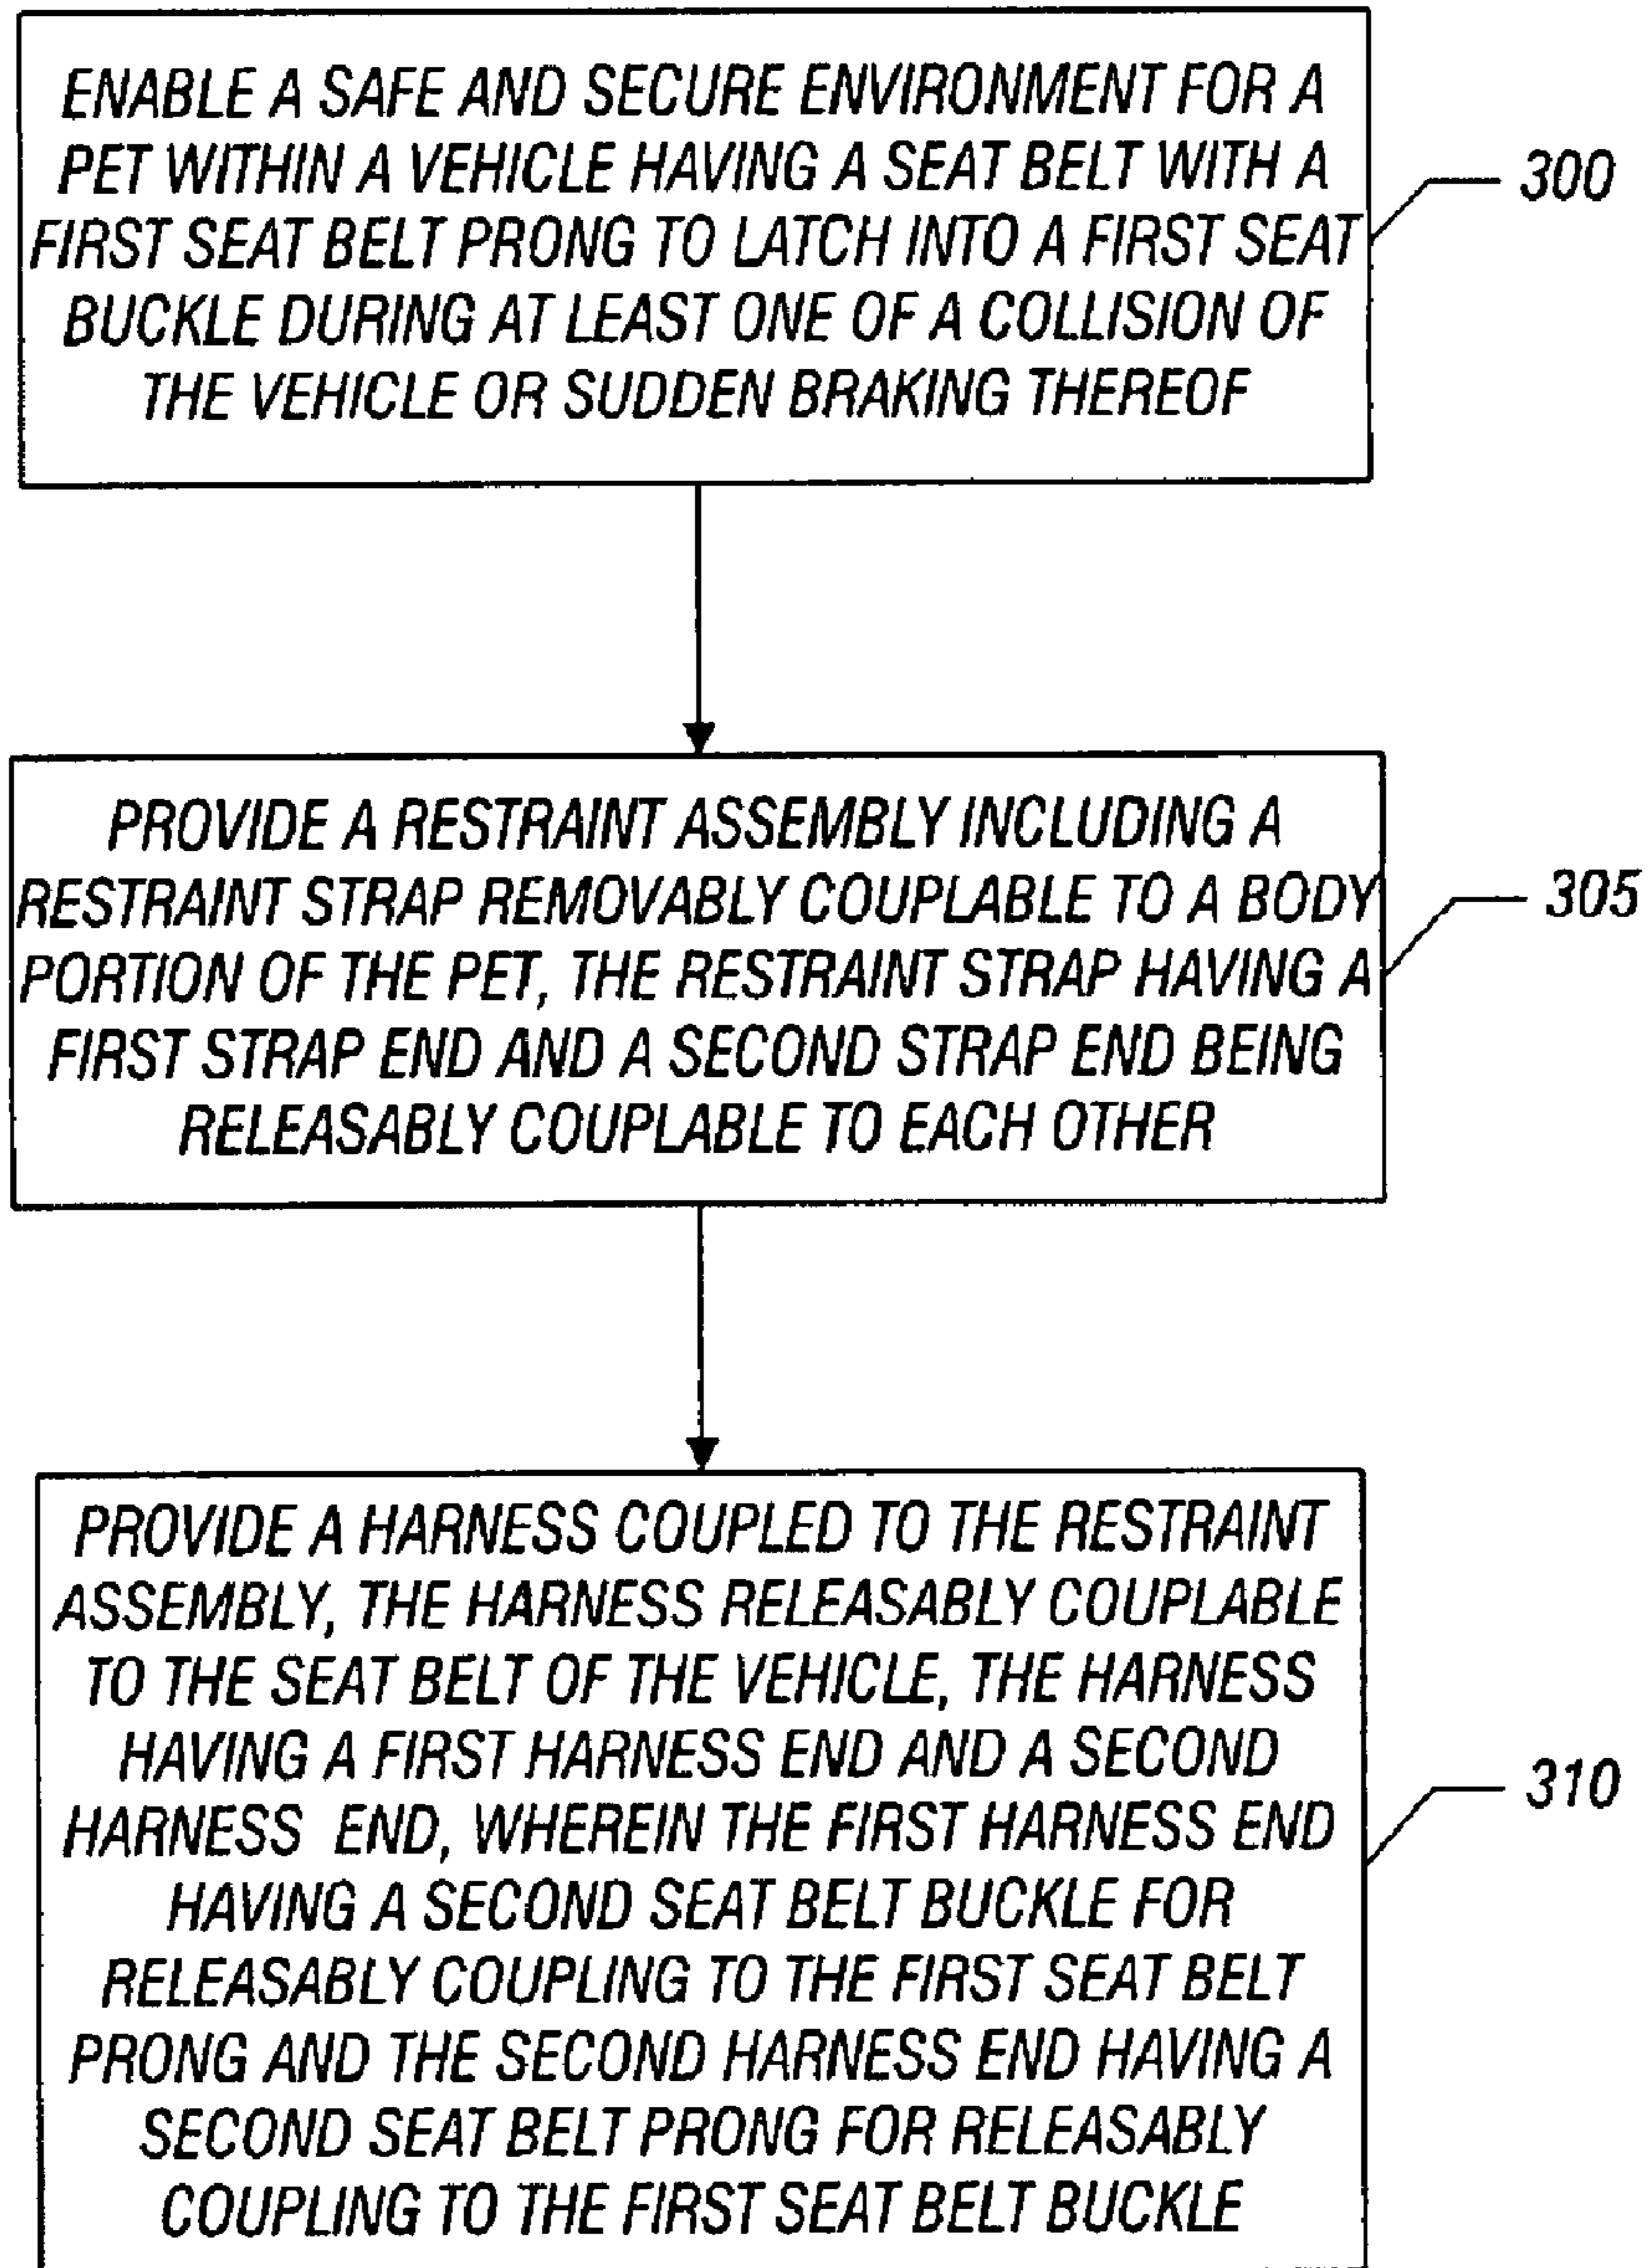 ENABLE A SAFE AND SECURE ENVIRONMENT FOR A
PET WITHIN A VEHICLE HAVING A SEAT BELT WITH A
FIRST SEAT BELT PRONG TO LATCH INTO A FIRST SEAT
BUCKLE DURING AT LEAST ONE OF A COLLISION OF
THE VEHICLE OR SUDDEN BRAKING THEREOF
300
PROVIDE A RESTRAINT ASSEMBLY INCLUDING A
RESTRAINT STRAP REMOVABLY COUPLABLE TO A BODY
PORTION OF THE PET, THE RESTRAINT STRAP HAVING A
FIRST STRAP END AND A SECOND STRAP END BEING
RELEASABLY COUPLABLE TO EACH OTHER
305
PROVIDE A HARNESS COUPLED TO THE RESTRAINT
ASSEMBLY, THE HARNESS RELEASABLY COUPLABLE
TO THE SEAT BELT OF THE VEHICLE, THE HARNESS
HAVING A FIRST HARNESS END AND A SECOND
HARNESS END, WHEREIN THE FIRST HARNESS END
HAVING A SECOND SEAT BELT BUCKLE FOR
RELEASABLY COUPLING TO THE FIRST SEAT BELT
PRONG AND THE SECOND HARNESS END HAVING A
SECOND SEAT BELT PRONG FOR RELEASABLY
COUPLING TO THE FIRST SEAT BELT BUCKLE
310